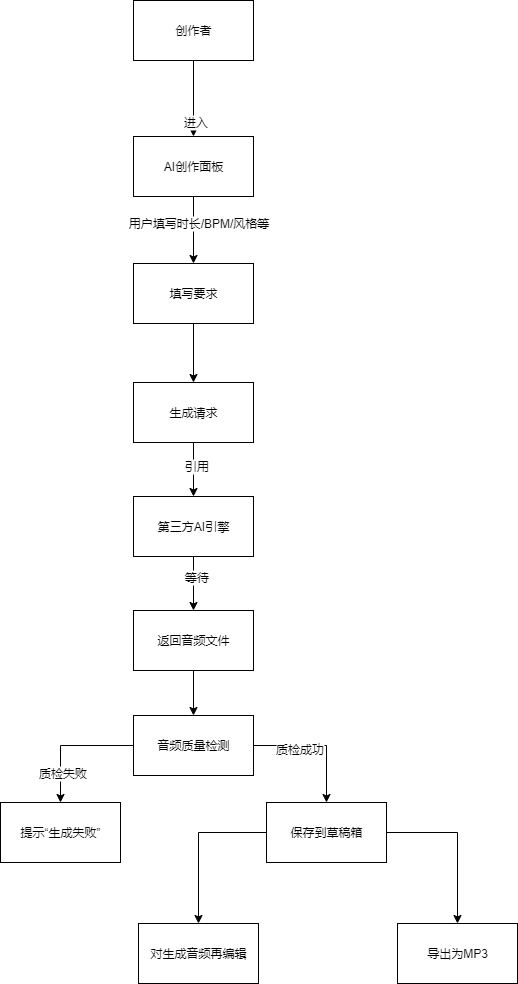 创作者
进入
AI创作面板
用户填写时长/BPM/风格等
填写要求
生成请求
引用
第三方AI引擎
等待
返回音频文件
音频质量检测
质检失败
质检成功
提示“生成失败”
保存到草稿箱
对生成音频再编辑
导出为MP3